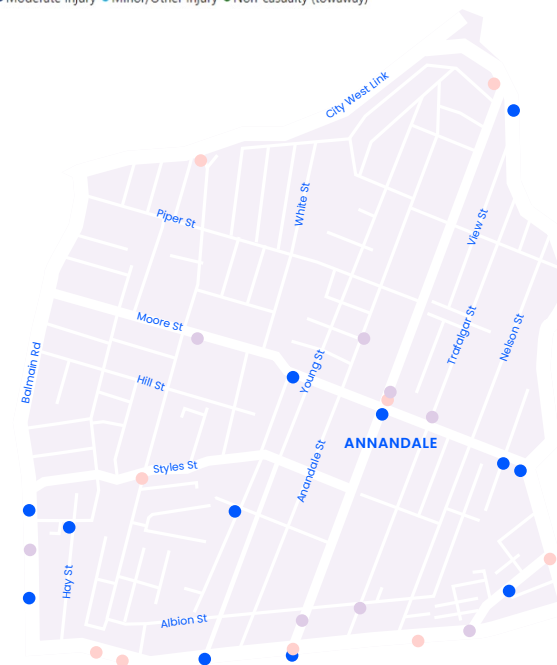 Moderate Injury Minor/Other Injury Non-casualty (towaway)
City West Link
Piper St
White St
View St
Moore St
Balmain Rd
Hill St
Young St
Trafalgar St
Nelson St
ANNANDALE
Styles St
Anandale St
Hay St
Albion St